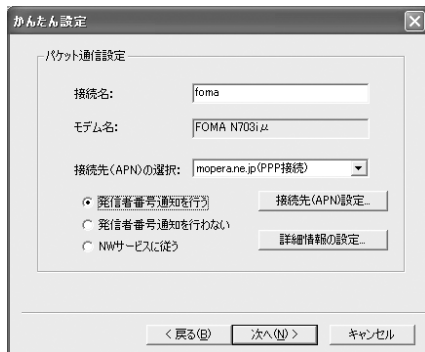 かんたん設定
パケット通信設定
接続名: foma
モデム名: FOMA N703iμ
接続先(APN)の選択: mopera.ne.jp(PPP接続)
発信者番号通知を行う 接続先(APN)設定...
発信者番号通知を行わない
NWサービスに従う 詳細情報の設定...
< 戻る(B) 次へ(N) > キャンセル